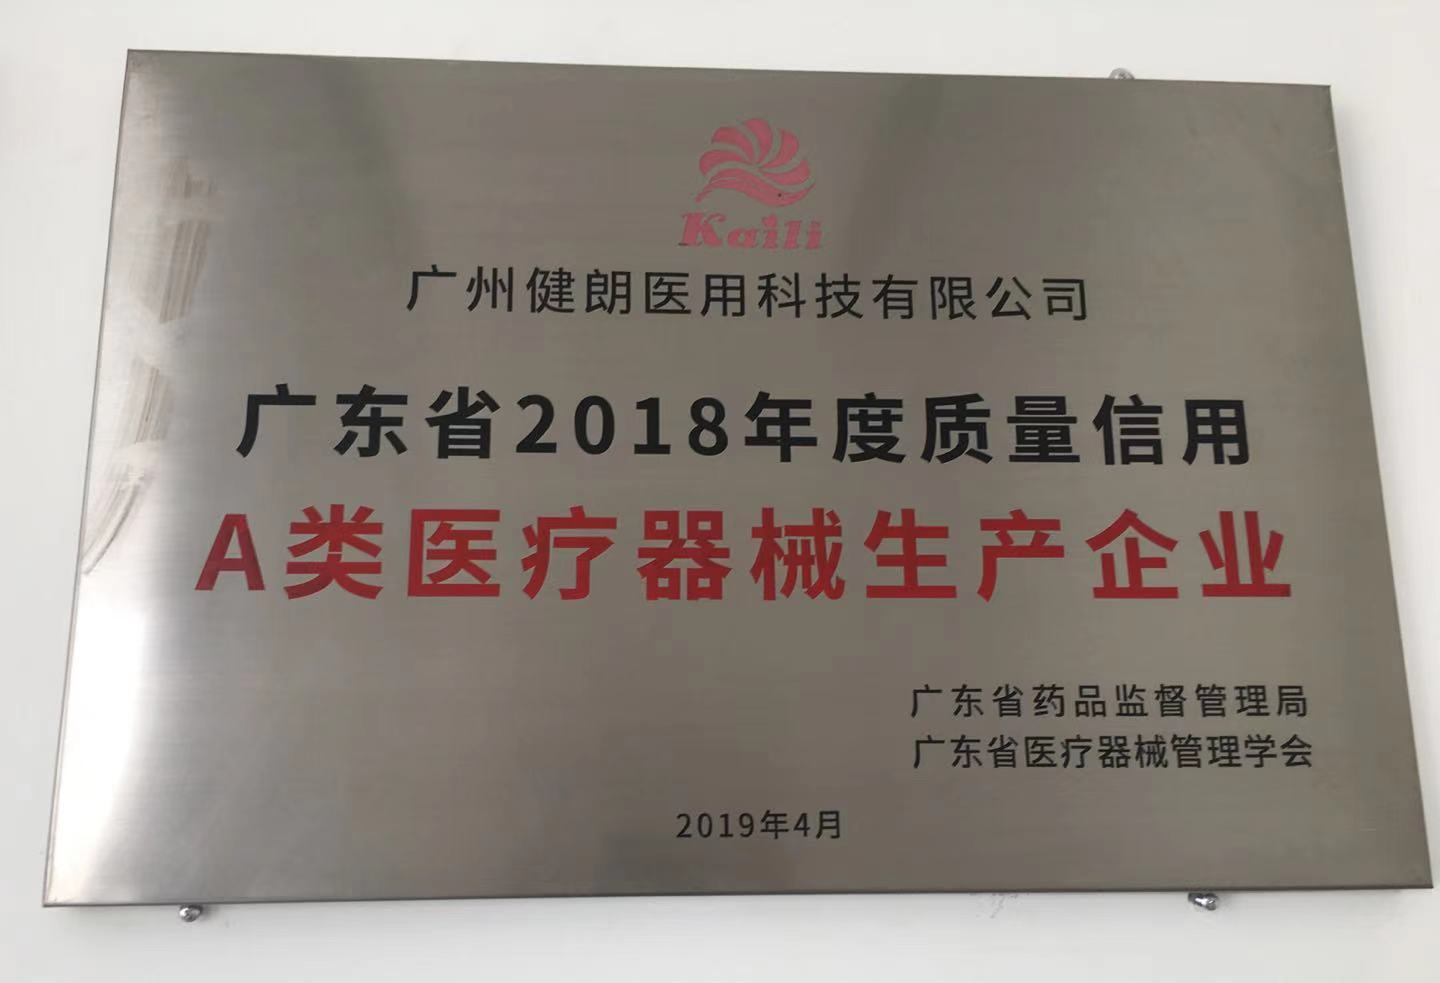 Kaili
广州健朗医用科技有限公司
广东省2018年度质量信用
A类医疗器械生产企业
广东省药品监督管理局
广东省医疗器械管理学会
2019年4月